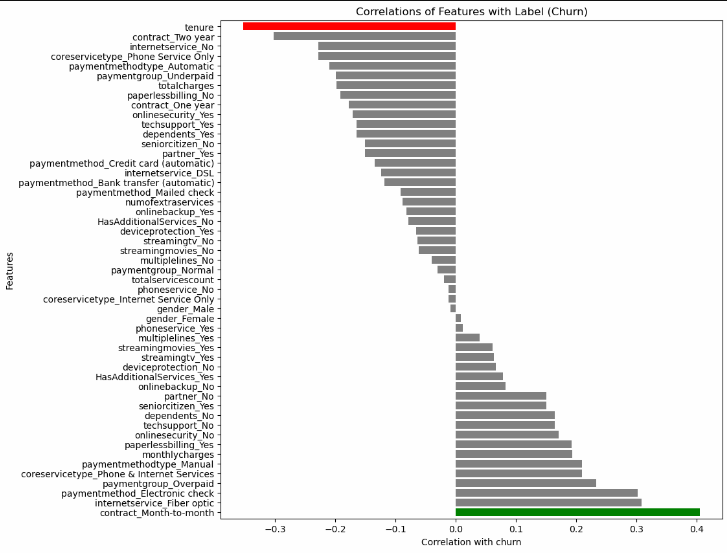 Correlations of Features with Label (Churn)
tenure
contract_Two year
internetservice_No
coreservicetype_Phone Service Only
paymentmethodtype_Automatic
paymentgroup_Underpaid
totalcharges
paperlessbilling_No
contract_One year
onlinesecurity_Yes
techsupport_Yes
dependents_Yes
seniorcitizen_No
partner_Yes
paymentmethod_Credit card (automatic)
internetservice_DSL
paymentmethod_Bank transfer (automatic)
paymentmethod_Mailed check
numofextraservices
onlinebackup_Yes
HasAdditionalServices_No
deviceprotection_Yes
streamingtv_No
streamingmovies_No
multiplelines_No
paymentgroup_Normal
totalservicescount
phoneservice_No
coreservicetype_Internet Service Only
gender_Male
gender_Female
phoneservice_Yes
multiplelines_Yes
streamingmovies_Yes
streamingtv_Yes
deviceprotection_No
HasAdditionalServices_Yes
onlinebackup_No
partner_No
seniorcitizen_Yes
dependents_No
techsupport_No
onlinesecurity_No
paperlessbilling_Yes
monthlycharges
paymentmethodtype_Manual
coreservicetype_Phone & Internet Services
paymentgroup_Overpaid
paymentmethod_Electronic check
internetservice_Fiber optic
contract_Month-to-month
Features
−0.3 −0.2 −0.1 0.0 0.1 0.2 0.3 0.4
Correlation with churn